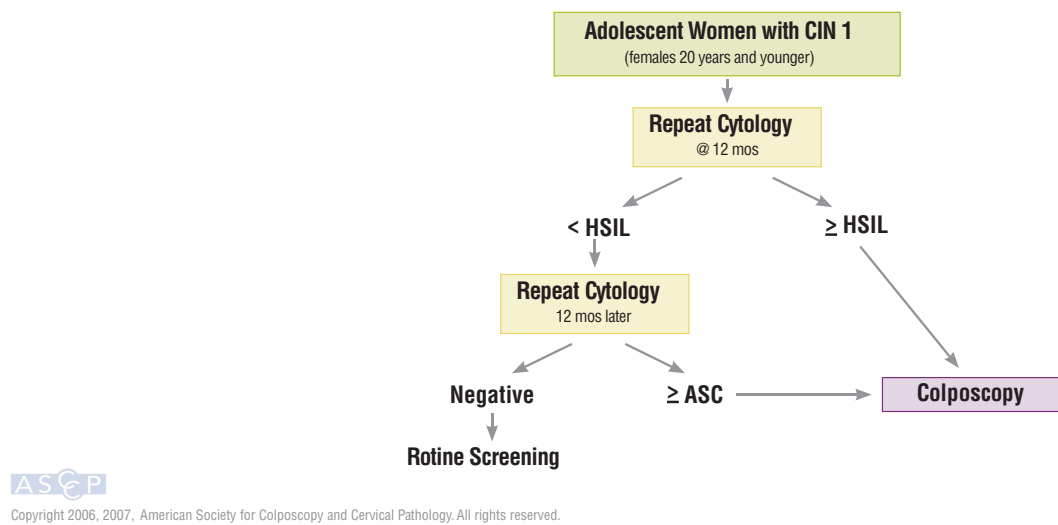 Adolescent Women with CIN 1
(females 20 years and younger)
Repeat Cytology
@ 12 mos
< HSIL
≥ HSIL
Repeat Cytology
12 mos later
Negative
≥ ASC
Colposcopy
Rotine Screening
ASCCP
Copyright 2006, 2007, American Society for Colposcopy and Cervical Pathology. All rights reserved.